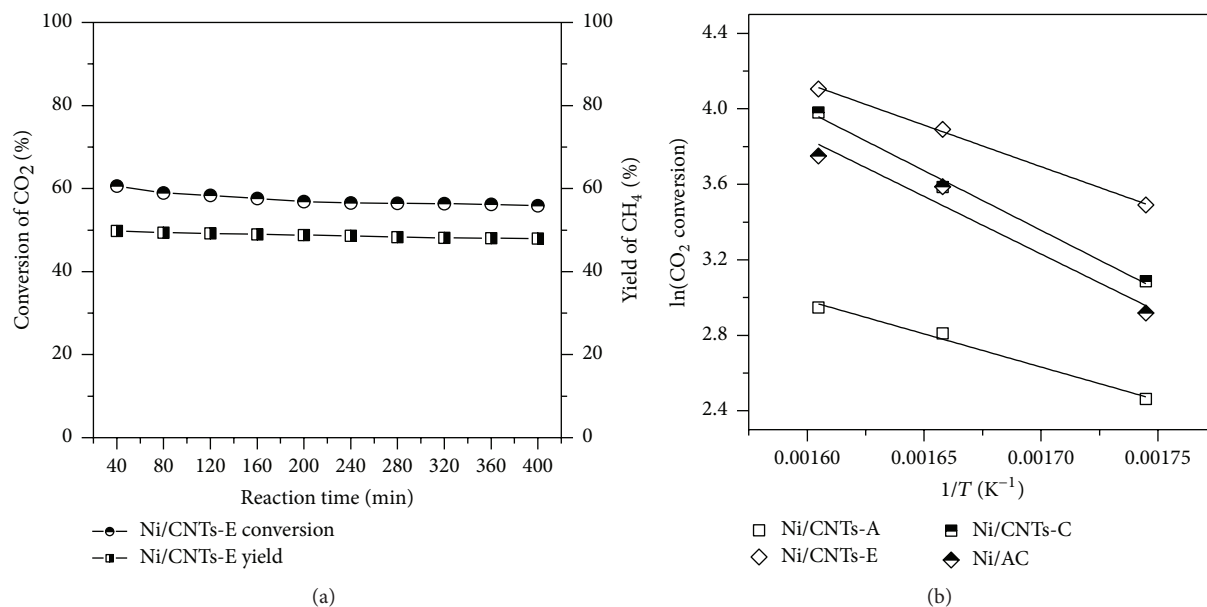 100
80
60
40
20
0
Conversion of CO2 (%)
100
80
60
40
20
0
Yield of CH4 (%)
40 80 120 160 200 240 280 320 360 400
Reaction time (min)
Ni/CNTs-E conversion
Ni/CNTs-E yield
(a)
4.4
4.0
3.6
3.2
2.8
2.4
ln(CO2 conversion)
0.00160 0.00165 0.00170 0.00175
1/T (K−1)
Ni/CNTs-A Ni/CNTs-C
Ni/CNTs-E Ni/AC
(b)